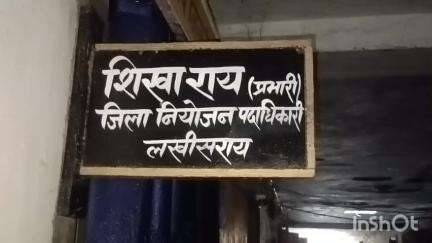 शिखा राय (प्रभारी)
जिला नियोजन पदाधिकारी
लखीसराय
InShOt